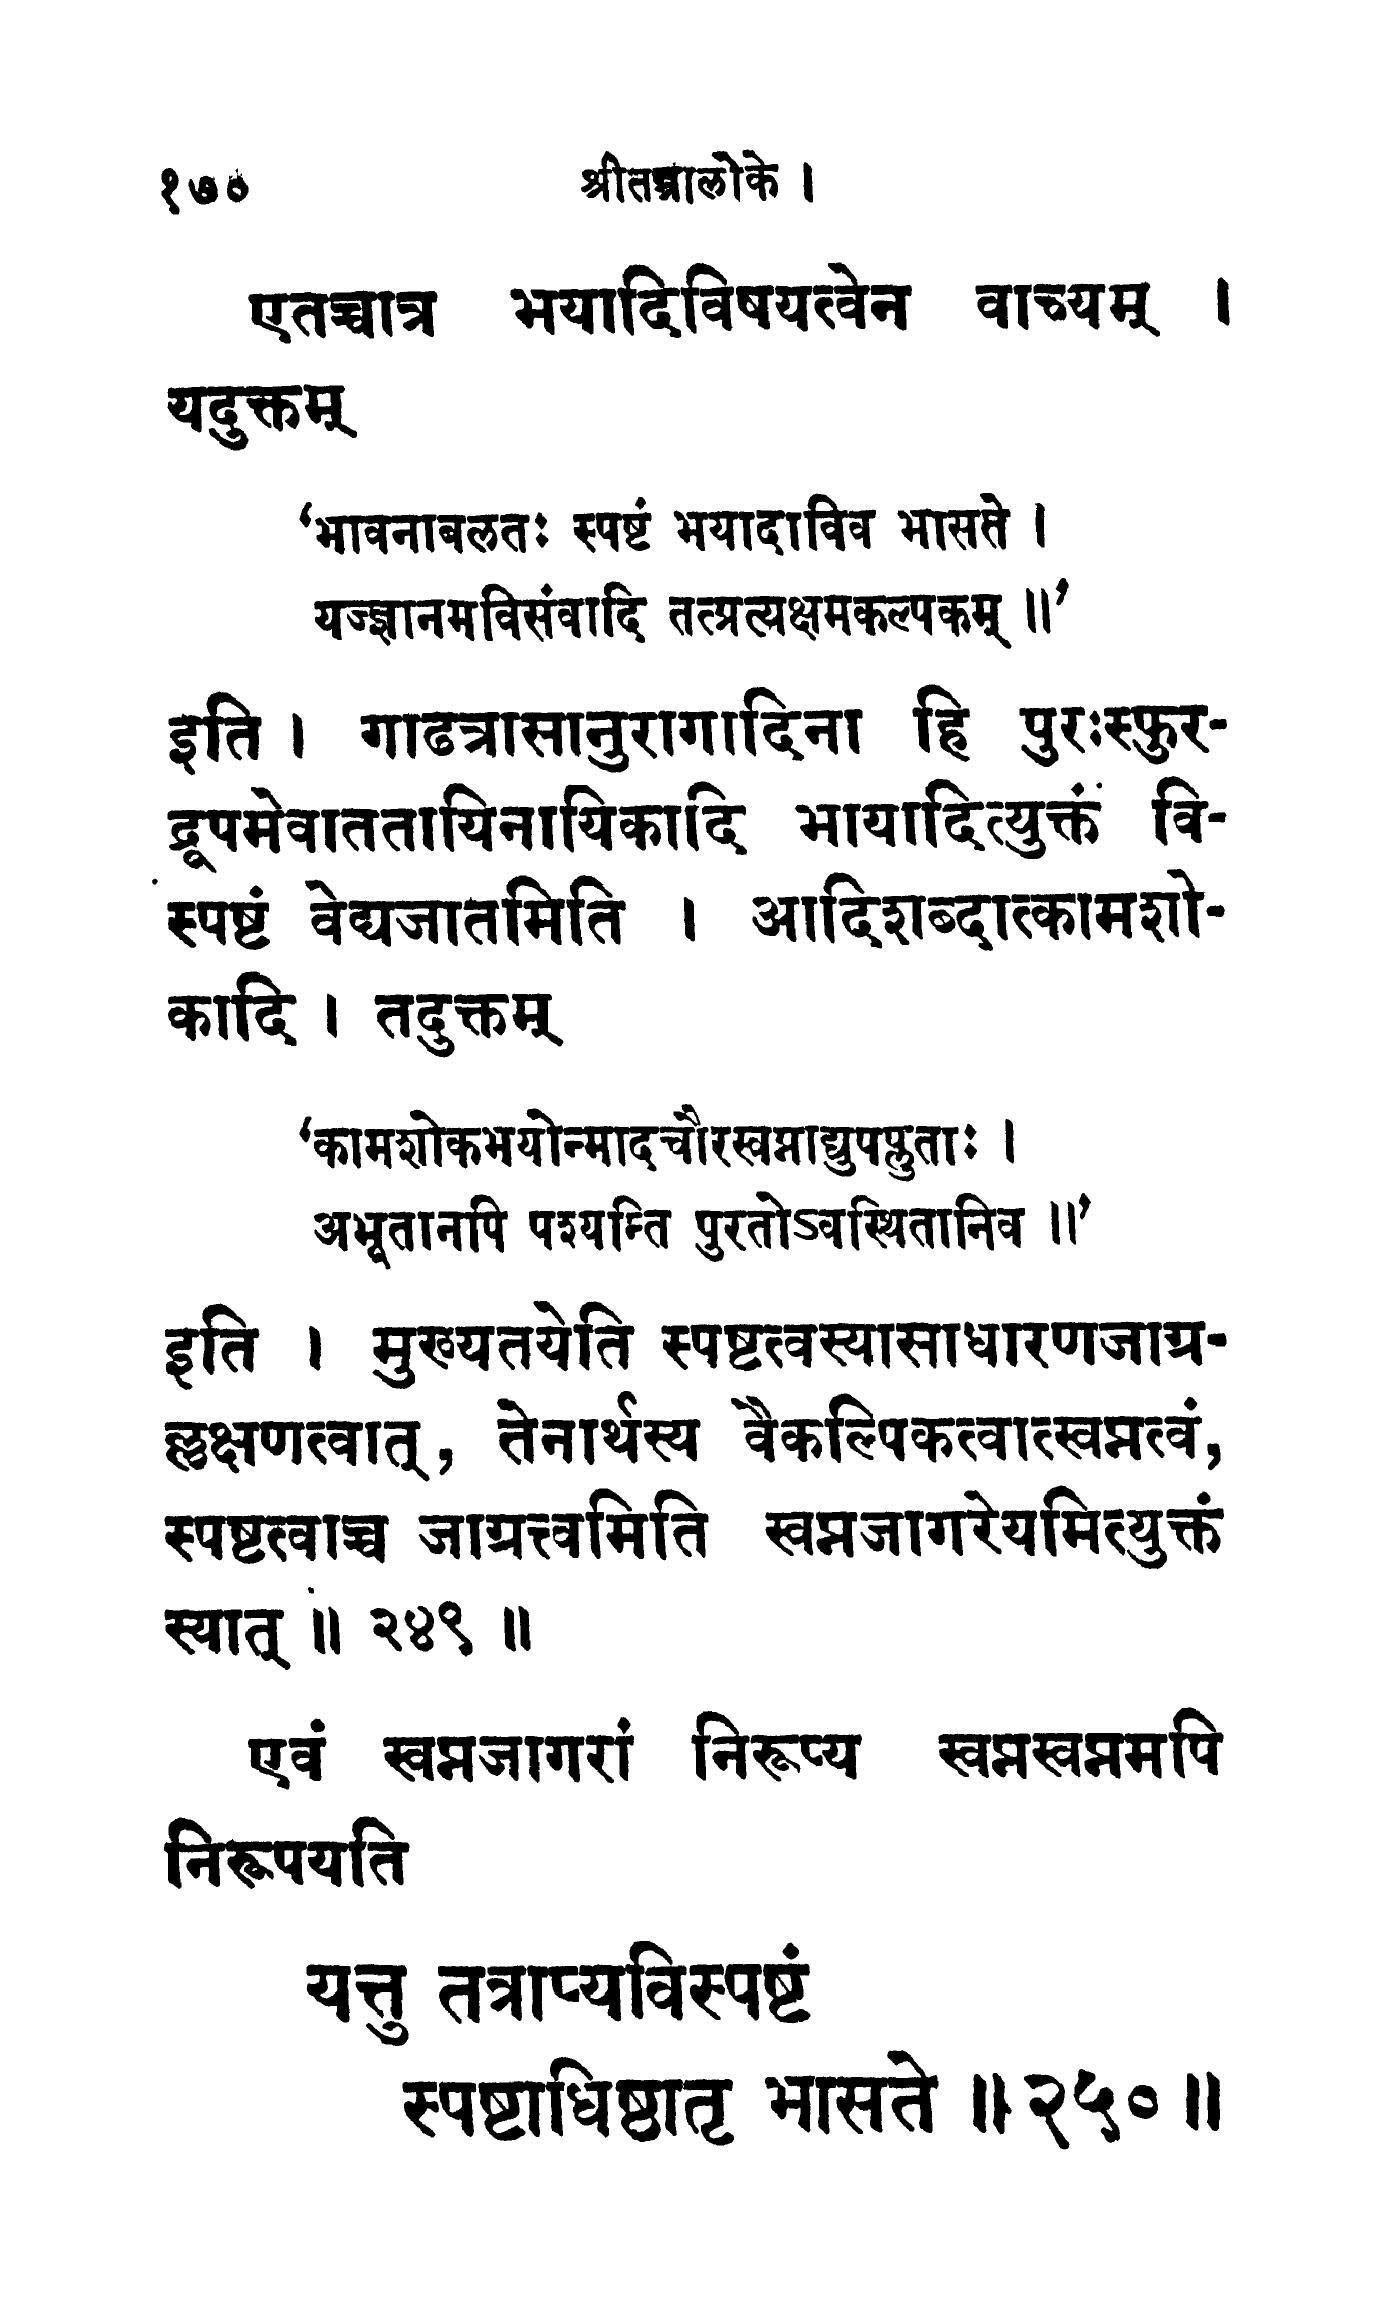 १७० श्रीतन्त्रालोके ।
एतच्चात्र भयादिविषयत्वेन वाच्यम् ।
यदुक्तम्
‘भावनाबलतः स्पष्टं भयादाविव भासते ।
यज्ज्ञानमविसंवादि तत्प्रत्यक्षमकल्पकम् ॥’
इति । गाढत्रासानुरागादिना हि पुरःस्फुर-
द्रूपमेवाततायिनायिकादि भायादित्युक्तं वि-
स्पष्टं वेद्यजातमिति । आदिशब्दात्कामशो-
कादि । तदुक्तम्
‘कामशोकभयोन्मादचौरस्वप्नाद्युपप्लुताः ।
अभूतानपि पश्यन्ति पुरतोऽवस्थितानिव ॥’
इति । मुख्यतयेति स्पष्टत्वस्यासाधारणजाग्र-
ल्लक्षणत्वात्, तेनार्थस्य वैकल्पिकत्वात्स्वप्नत्वं,
स्पष्टत्वाच्च जाग्रत्त्वमिति स्वप्नजागरेयमित्युक्तं
स्यात् ॥ २४९ ॥
एवं स्वप्नजागरां निरूप्य स्वप्नस्वप्नमपि
निरूपयति
यत्तु तत्राप्यविस्पष्टं
स्पष्टाधिष्ठातृ भासते ॥ २५० ॥